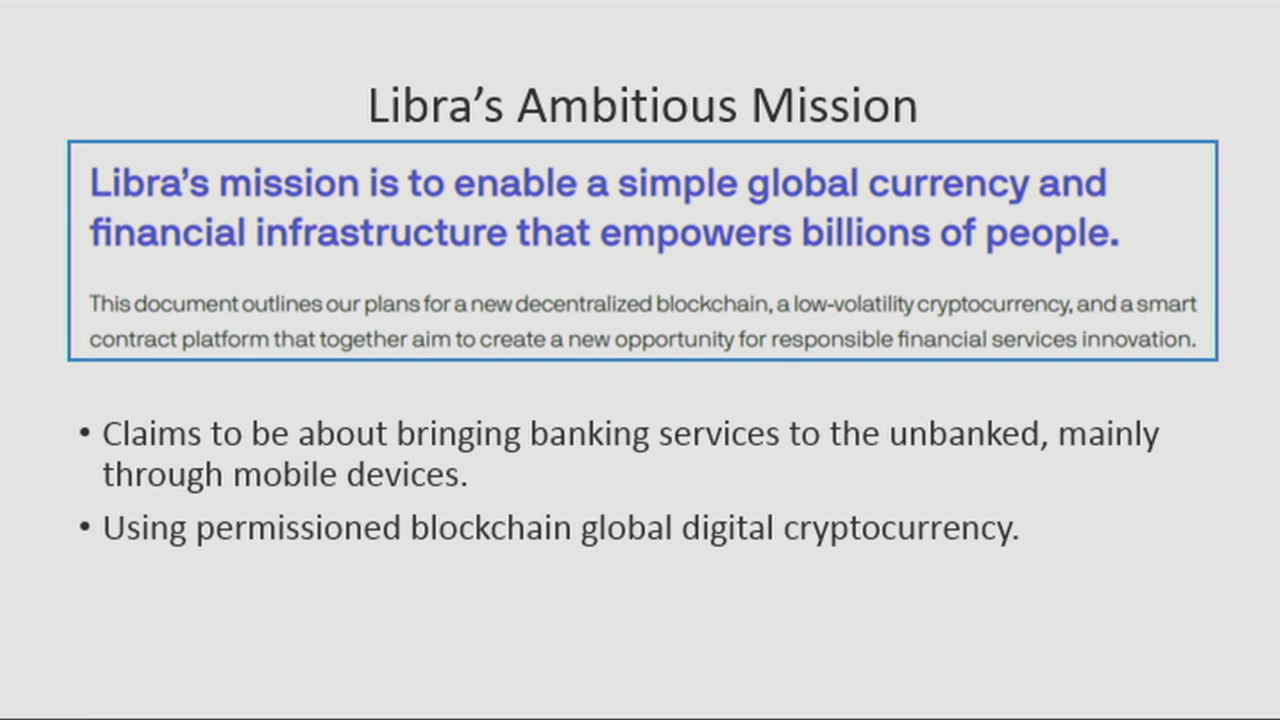 Libra’s Ambitious Mission
Libra’s mission is to enable a simple global currency and
financial infrastructure that empowers billions of people.
This document outlines our plans for a new decentralized blockchain, a low-volatility cryptocurrency, and a smart
contract platform that together aim to create a new opportunity for responsible financial services innovation.
• Claims to be about bringing banking services to the unbanked, mainly
through mobile devices.
• Using permissioned blockchain global digital cryptocurrency.